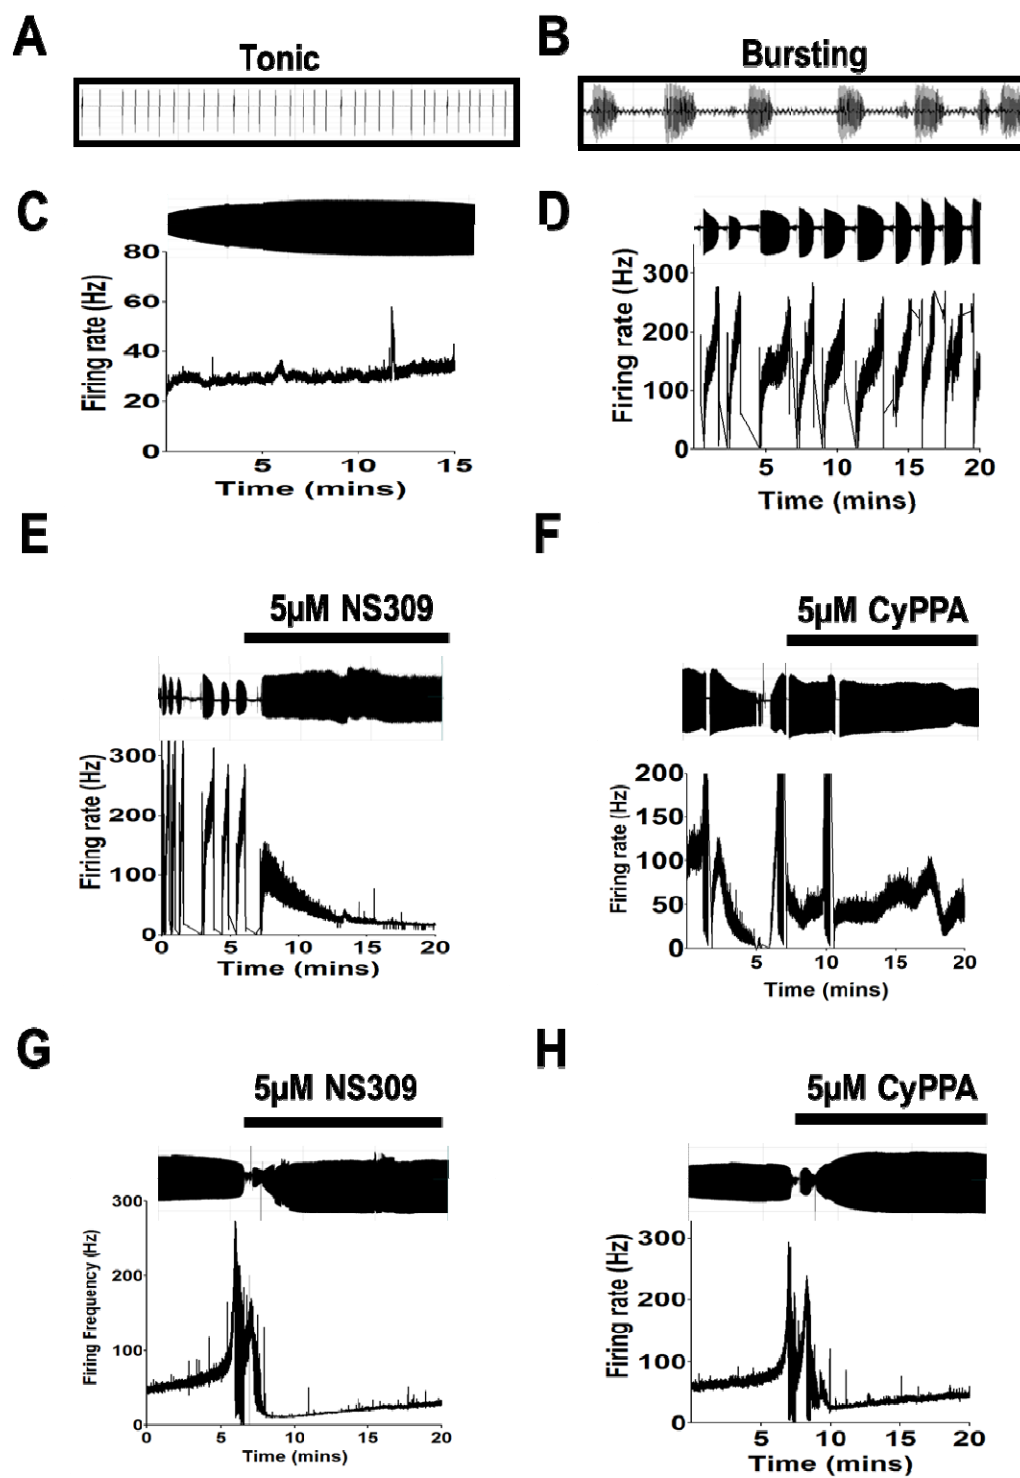 A
Tonic
B
Bursting
C
80
60
40
20
0
Firing rate (Hz)
5
10
15
Time (mins)
D
300
200
100
0
Firing rate (Hz)
5
10
15
20
Time (mins)
E
5µM NS309
300
200
100
0
Firing rate (Hz)
0
5
10
15
20
Time (mins)
F
5µM CyPPA
200
150
100
50
0
Firing rate (Hz)
5
10
15
20
Time (mins)
G
5µM NS309
300
200
100
0
Firing Frequency (Hz)
0
5
10
15
20
Time (mins)
H
5µM CyPPA
300
200
100
0
Firing rate (Hz)
5
10
15
20
Time (mins)